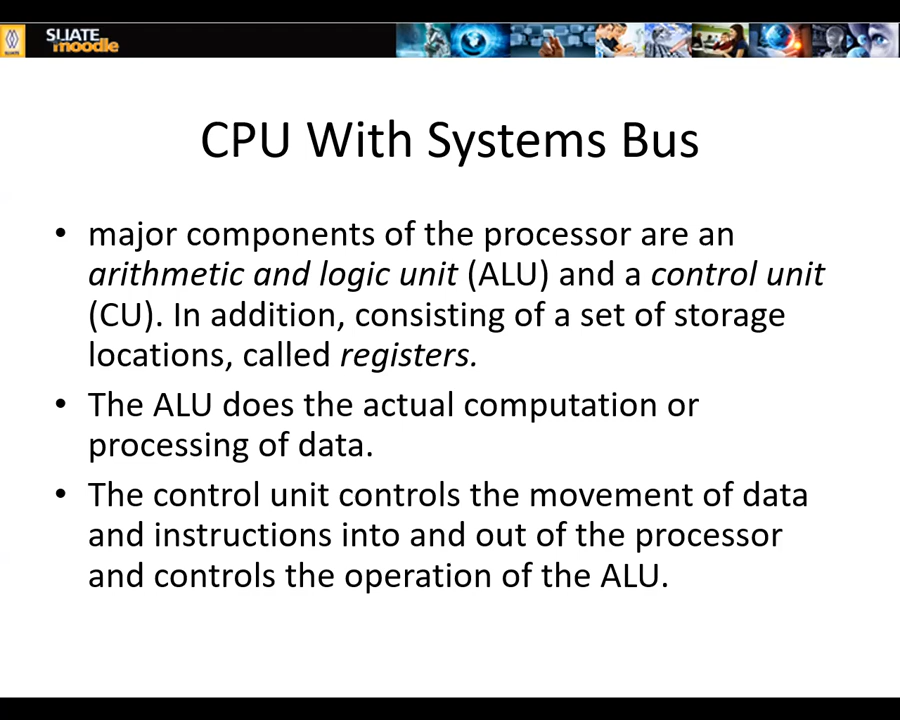 SLIATE
moodle
SLIATE
CPU With Systems Bus
• major components of the processor are an
arithmetic and logic unit (ALU) and a control unit
(CU). In addition, consisting of a set of storage
locations, called registers.
• The ALU does the actual computation or
processing of data.
• The control unit controls the movement of data
and instructions into and out of the processor
and controls the operation of the ALU.